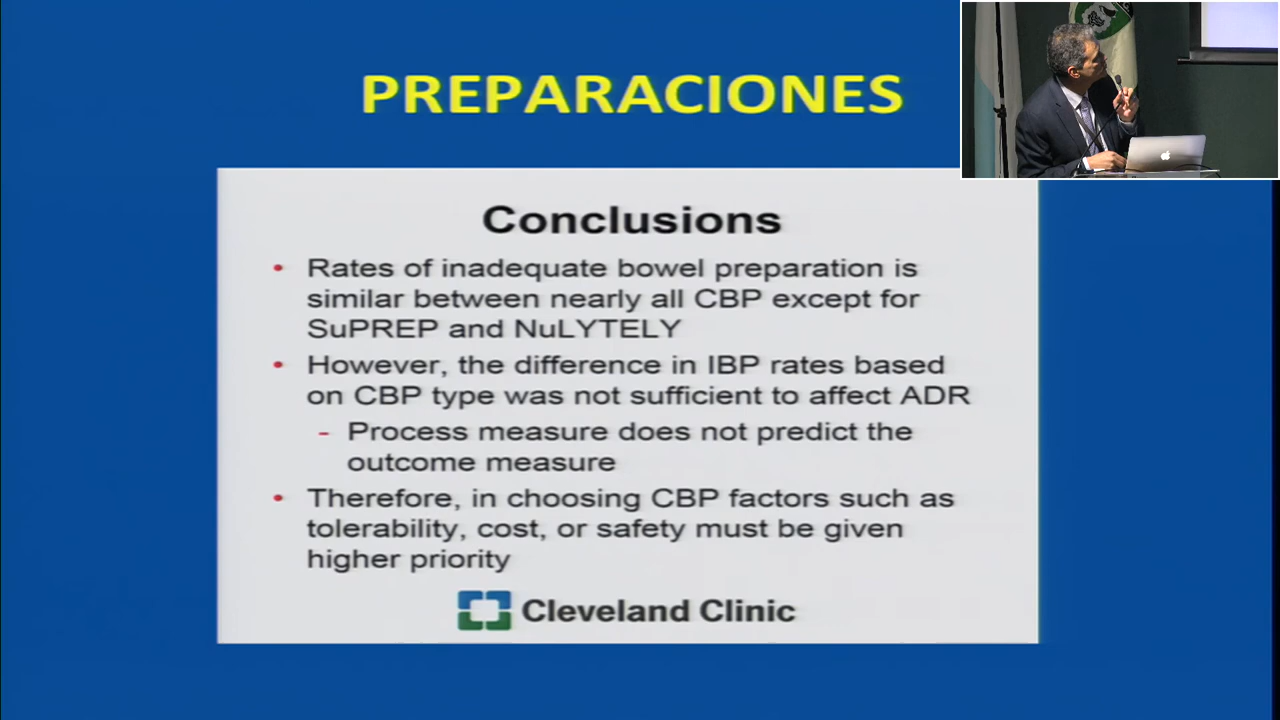 PREPARACIONES
Conclusions
• Rates of inadequate bowel preparation is
similar between nearly all CBP except for
SuPREP and NuLYTELY
• However, the difference in IBP rates based
on CBP type was not sufficient to affect ADR
- Process measure does not predict the
outcome measure
• Therefore, in choosing CBP factors such as
tolerability, cost, or safety must be given
higher priority
Cleveland Clinic